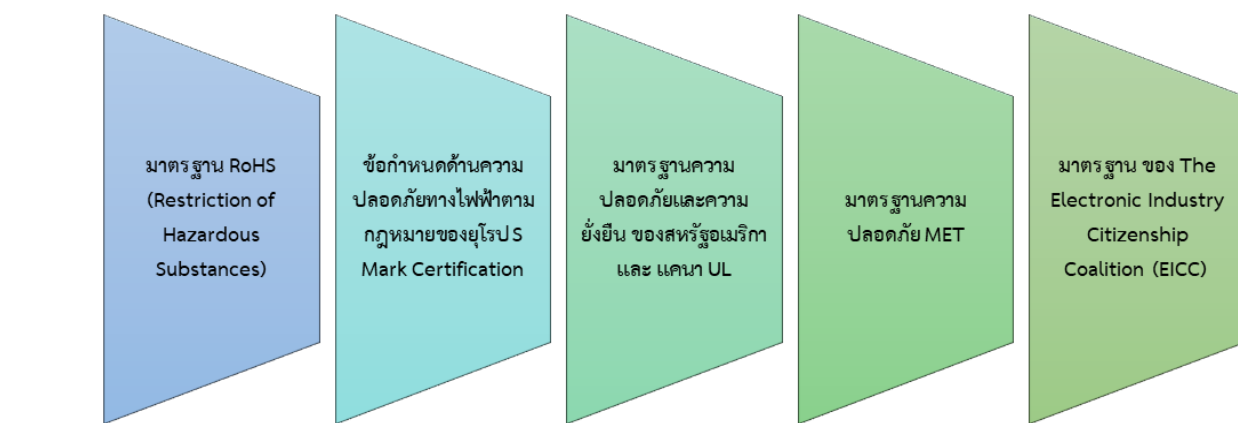 มาตรฐาน RoHS
(Restriction of
Hazardous
Substances)
ข้อกำหนดด้านความ
ปลอดภัยทางไฟฟ้าตาม
กฎหมายของยุโรป S
Mark Certification
มาตรฐานความ
ปลอดภัยและความ
ยั่งยืน ของสหรัฐอเมริกา
และ แคนา UL
มาตรฐานความ
ปลอดภัย MET
มาตรฐาน ของ The
Electronic Industry
Citizenship
Coalition (EICC)